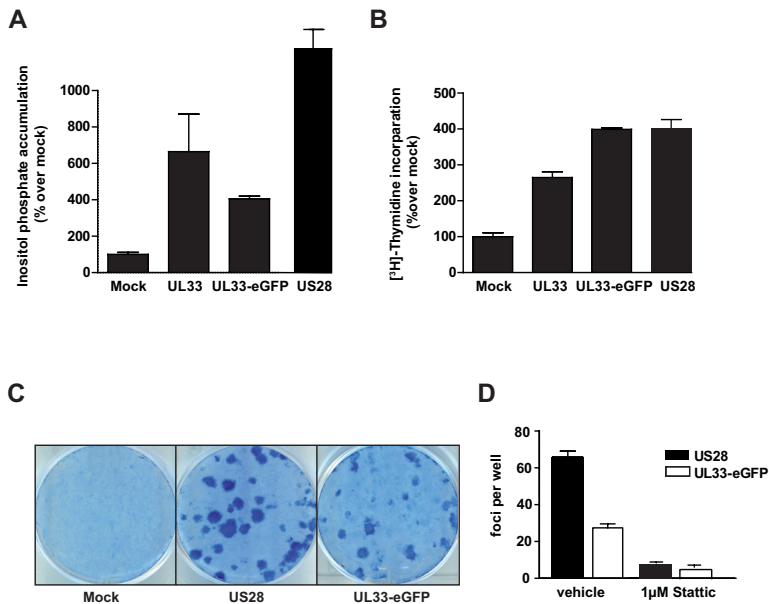 A
Inositol phosphate accumulation
(% over mock)
1000
800
600
400
200
0
Mock UL33 UL33-eGFP US28
B
[³H]-Thymidine incorparation
(%over mock)
500
400
300
200
100
0
Mock UL33 UL33-eGFP US28
C
Mock US28 UL33-eGFP
D
foci per well
80
60
40
20
0
US28
UL33-eGFP
vehicle 1µM Stattic